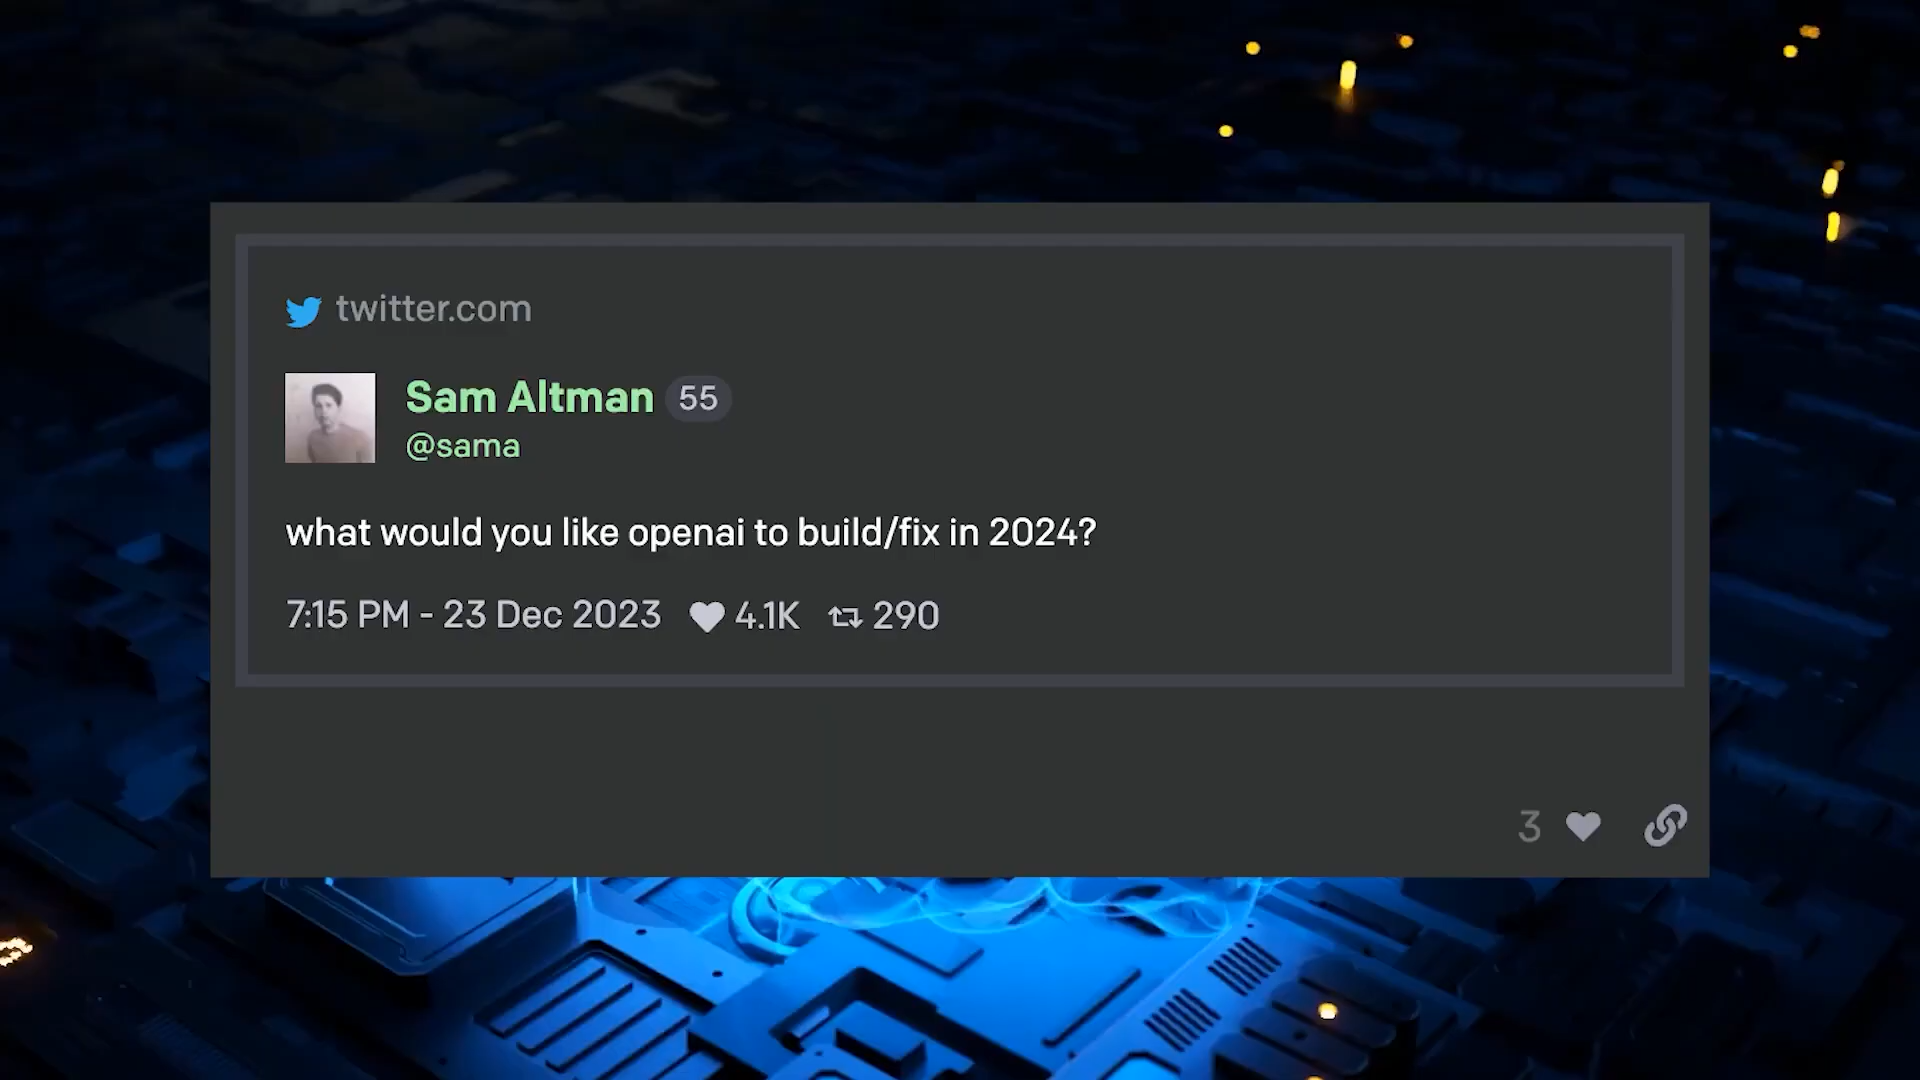 twitter.com
Sam Altman 55
@sama
what would you like openai to build/fix in 2024?
7:15 PM - 23 Dec 2023 4.1K 290
3